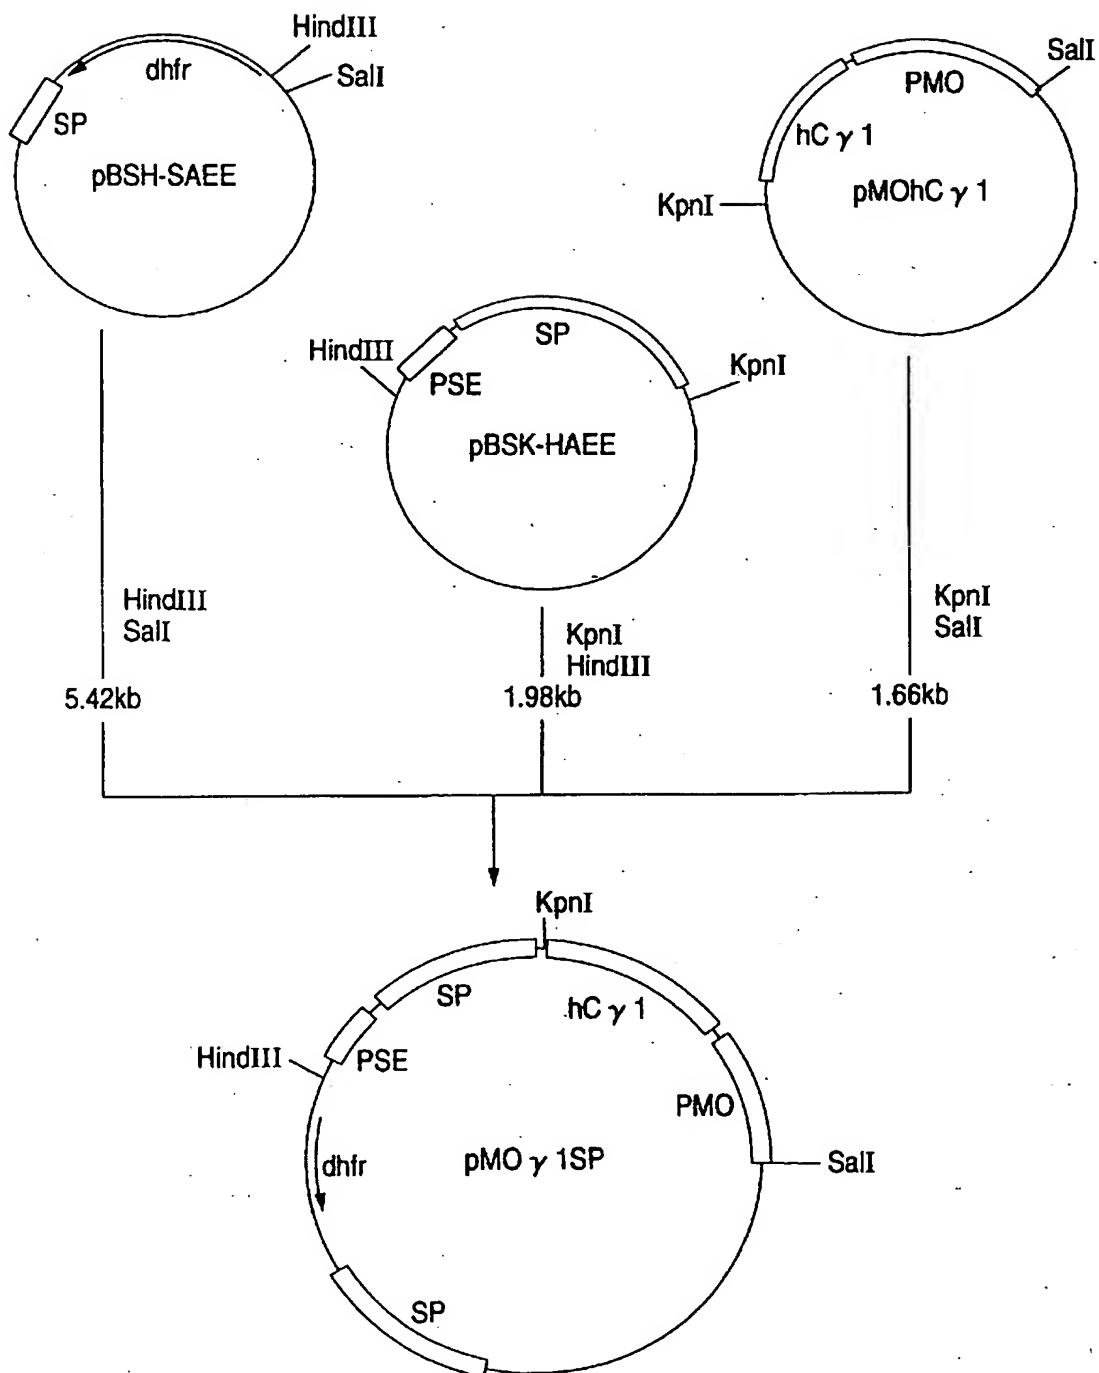 HindIII
SalI
dhfr
SP
pBSH-SAEE
SalI
PMO
hC γ 1
KpnI
pMOhC γ 1
HindIII
SP
PSE
KpnI
pBSK-HAEE
HindIII
SalI
5.42kb
KpnI
HindIII
1.98kb
KpnI
SalI
1.66kb
KpnI
SP
hC γ 1
HindIII
PSE
PMO
dhfr
pMO γ 1SP
SalI
SP